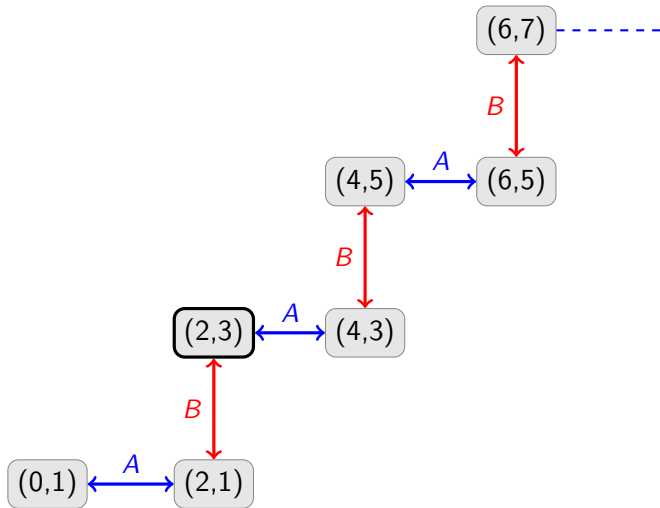 (6,7)
B
A
(4,5)
(6,5)
B
A
(2,3)
(4,3)
B
A
(0,1)
(2,1)